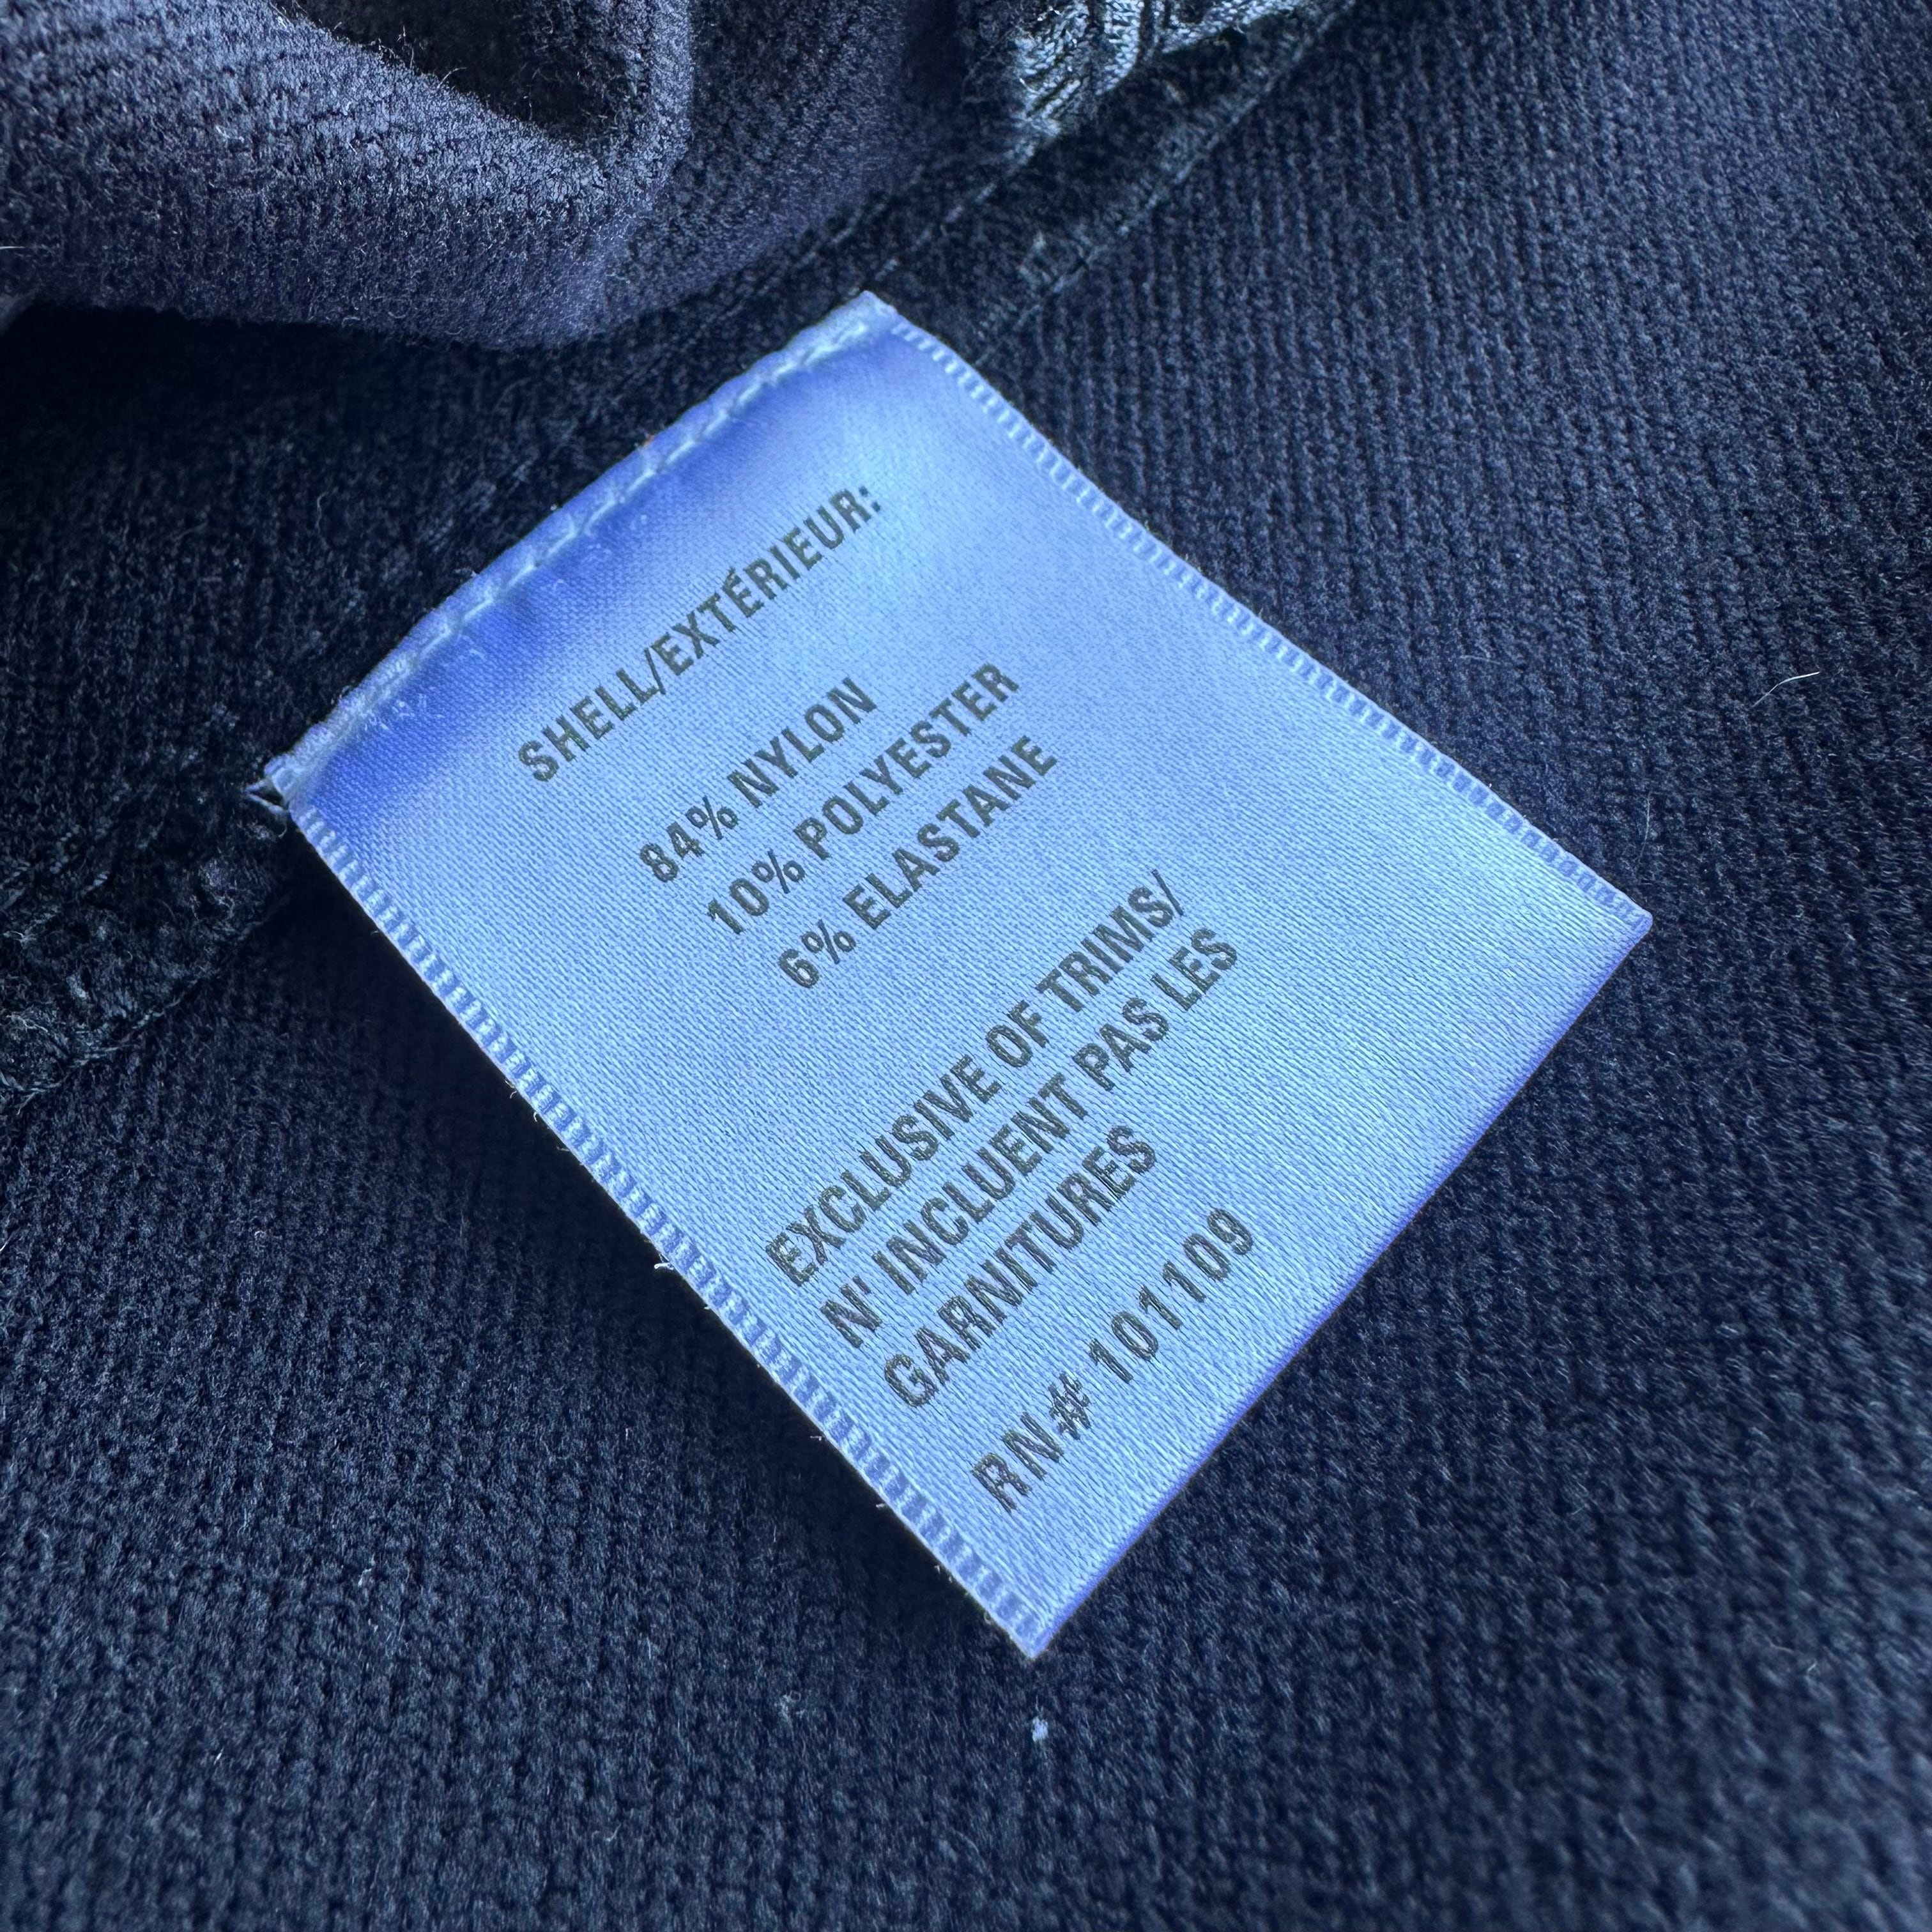 SHELL/EXTÉRIEUR:
84% NYLON
10% POLYESTER
6% ELASTANE
EXCLUSIVE OF TRIMS/
N' INCLUENT PAS LES
GARNITURES
RN# 101109